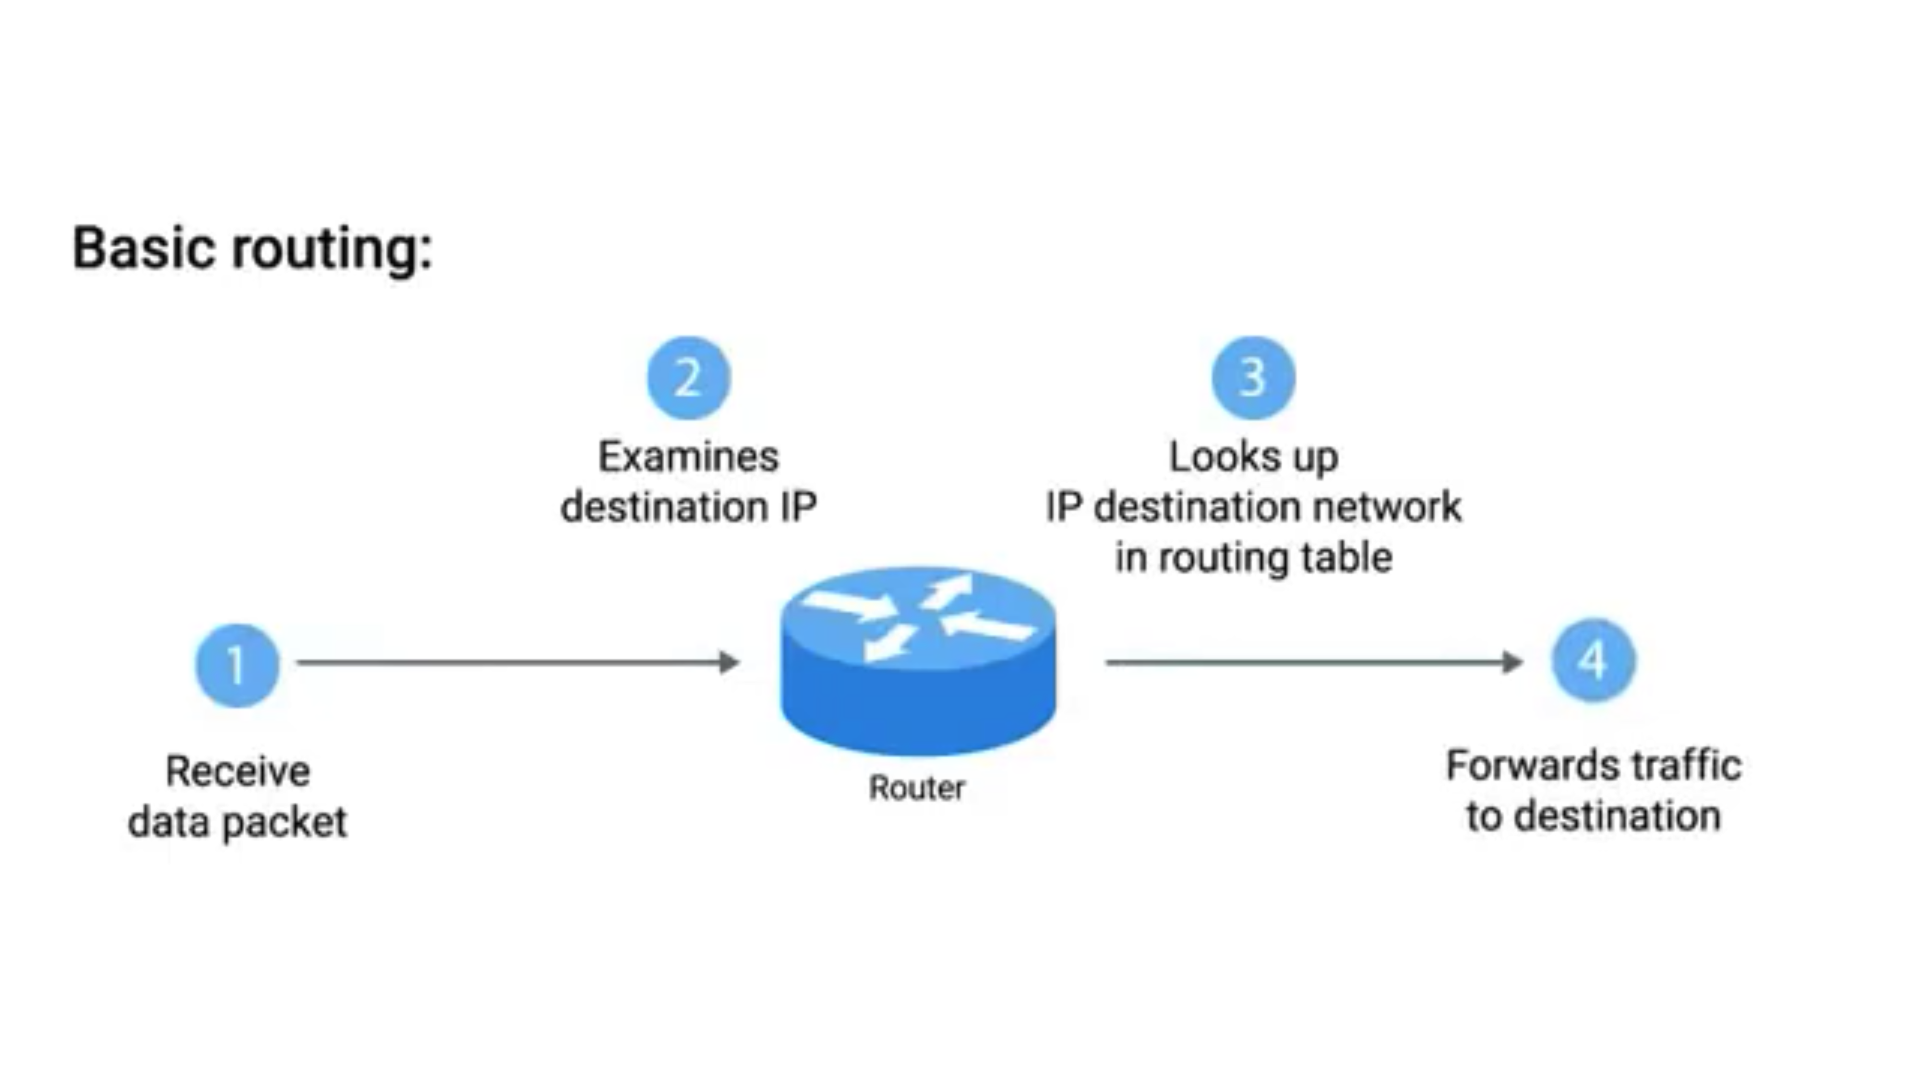 Basic routing:
2
Examines
destination IP
3
Looks up
IP destination network
in routing table
1
Receive
data packet
Router
4
Forwards traffic
to destination